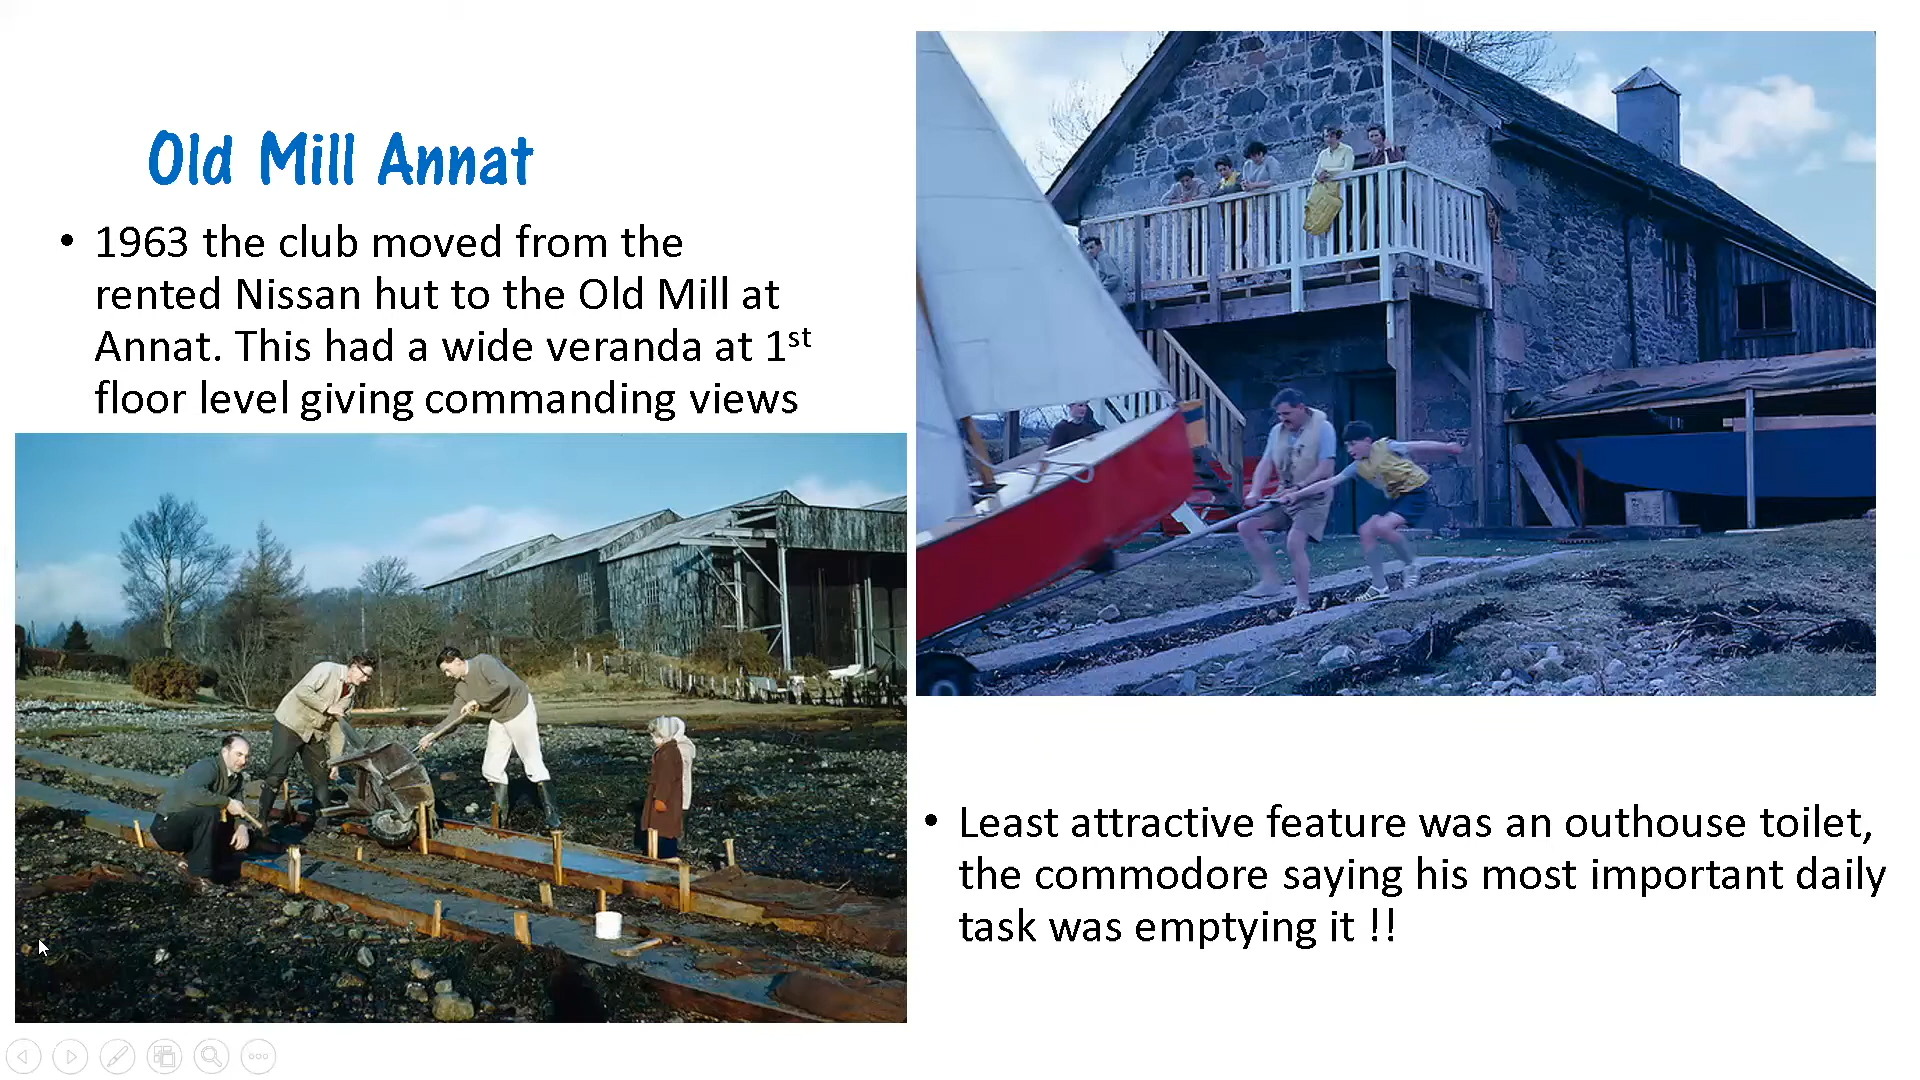 Old Mill Annat
• 1963 the club moved from the
rented Nissan hut to the Old Mill at
Annat. This had a wide veranda at 1st
floor level giving commanding views
• Least attractive feature was an outhouse toilet,
the commodore saying his most important daily
task was emptying it !!